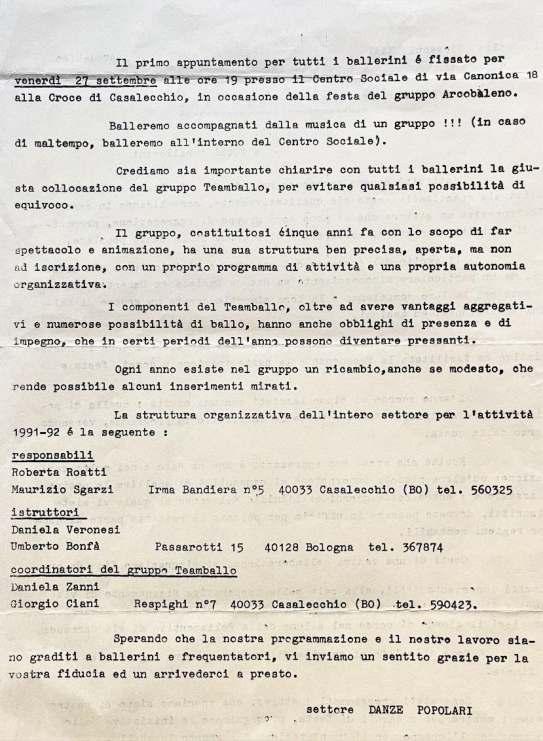 Il primo appuntamento per tutti i ballerini é fissato per
venerdi 27 settembre alle ore 19 presso il Centro Sociale di via Canonica 18
alla Croce di Casalecchio, in occasione della festa del gruppo Arcobaleno.
Balleremo accompagnati dalla musica di un gruppo !!! (in caso
di maltempo, balleremo all'interno del Centro Sociale).
Crediamo sia importante chiarire con tutti i ballerini la giu-
sta collocazione del gruppo Teamballo, per evitare qualsiasi possibilità di
equivoco.
Il gruppo, costituitosi éinque anni fa con lo scopo di far
spettacolo e animazione, ha una sua struttura ben precisa, aperta, ma non
ad iscrizione, con un proprio programma di attività e una propria autonomia
organizzativa.
I componenti del Teamballo, oltre ad avere vantaggi aggregati-
vi e numerose possibilità di ballo, hanno anche obblighi di presenza e di
impegno, che in certi periodi dell'anno possono diventare pressanti.
Ogni anno esiste nel gruppo un ricambio,anche se modesto, che
rende possibile alcuni inserimenti mirati.
La struttura organizzativa dell'intero settore per l'attività
1991-92 é la seguente :
responsabili
Roberta Roatti
Maurizio Sgarzi Irma Bandiera n°5 40033 Casalecchio (BO) tel. 560325
istruttori
Daniela Veronesi
Umberto Bonfà Passarotti 15 40128 Bologna tel. 367874
coordinatori del gruppo Teamballo
Daniela Zanni
Giorgio Ciani Respighi n°7 40033 Casalecchio (BO) tel. 590423.
Sperando che la nostra programmazione e il nostro lavoro sia-
no graditi a ballerini e frequentatori, vi inviamo un sentito grazie per la
vostra fiducia ed un arrivederci a presto.
settore DANZE POPOLARI